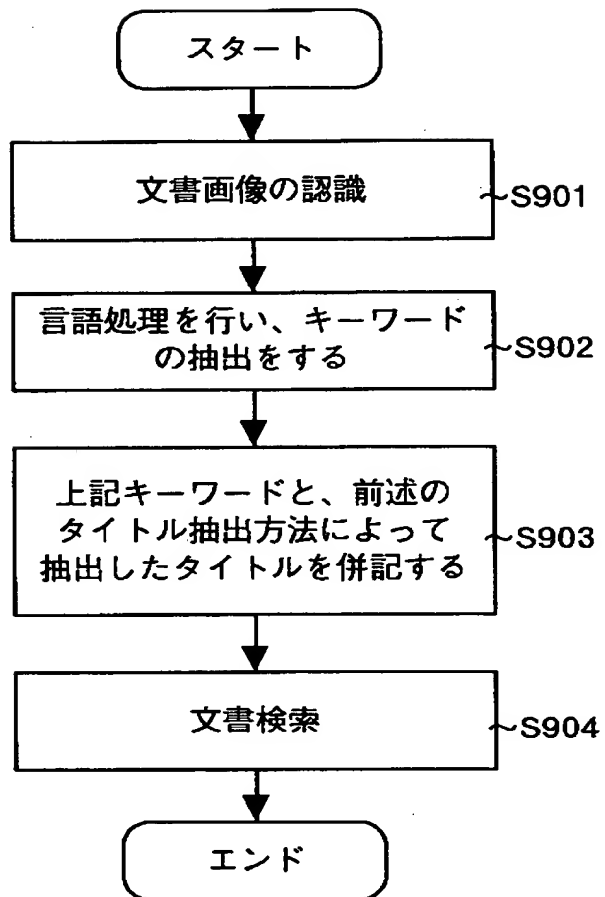 スタート
文書画像の認識
S901
言語処理を行い、キーワード
の抽出をする
S902
上記キーワードと、前述の
タイトル抽出方法によって
抽出したタイトルを併記する
S903
文書検索
S904
エンド